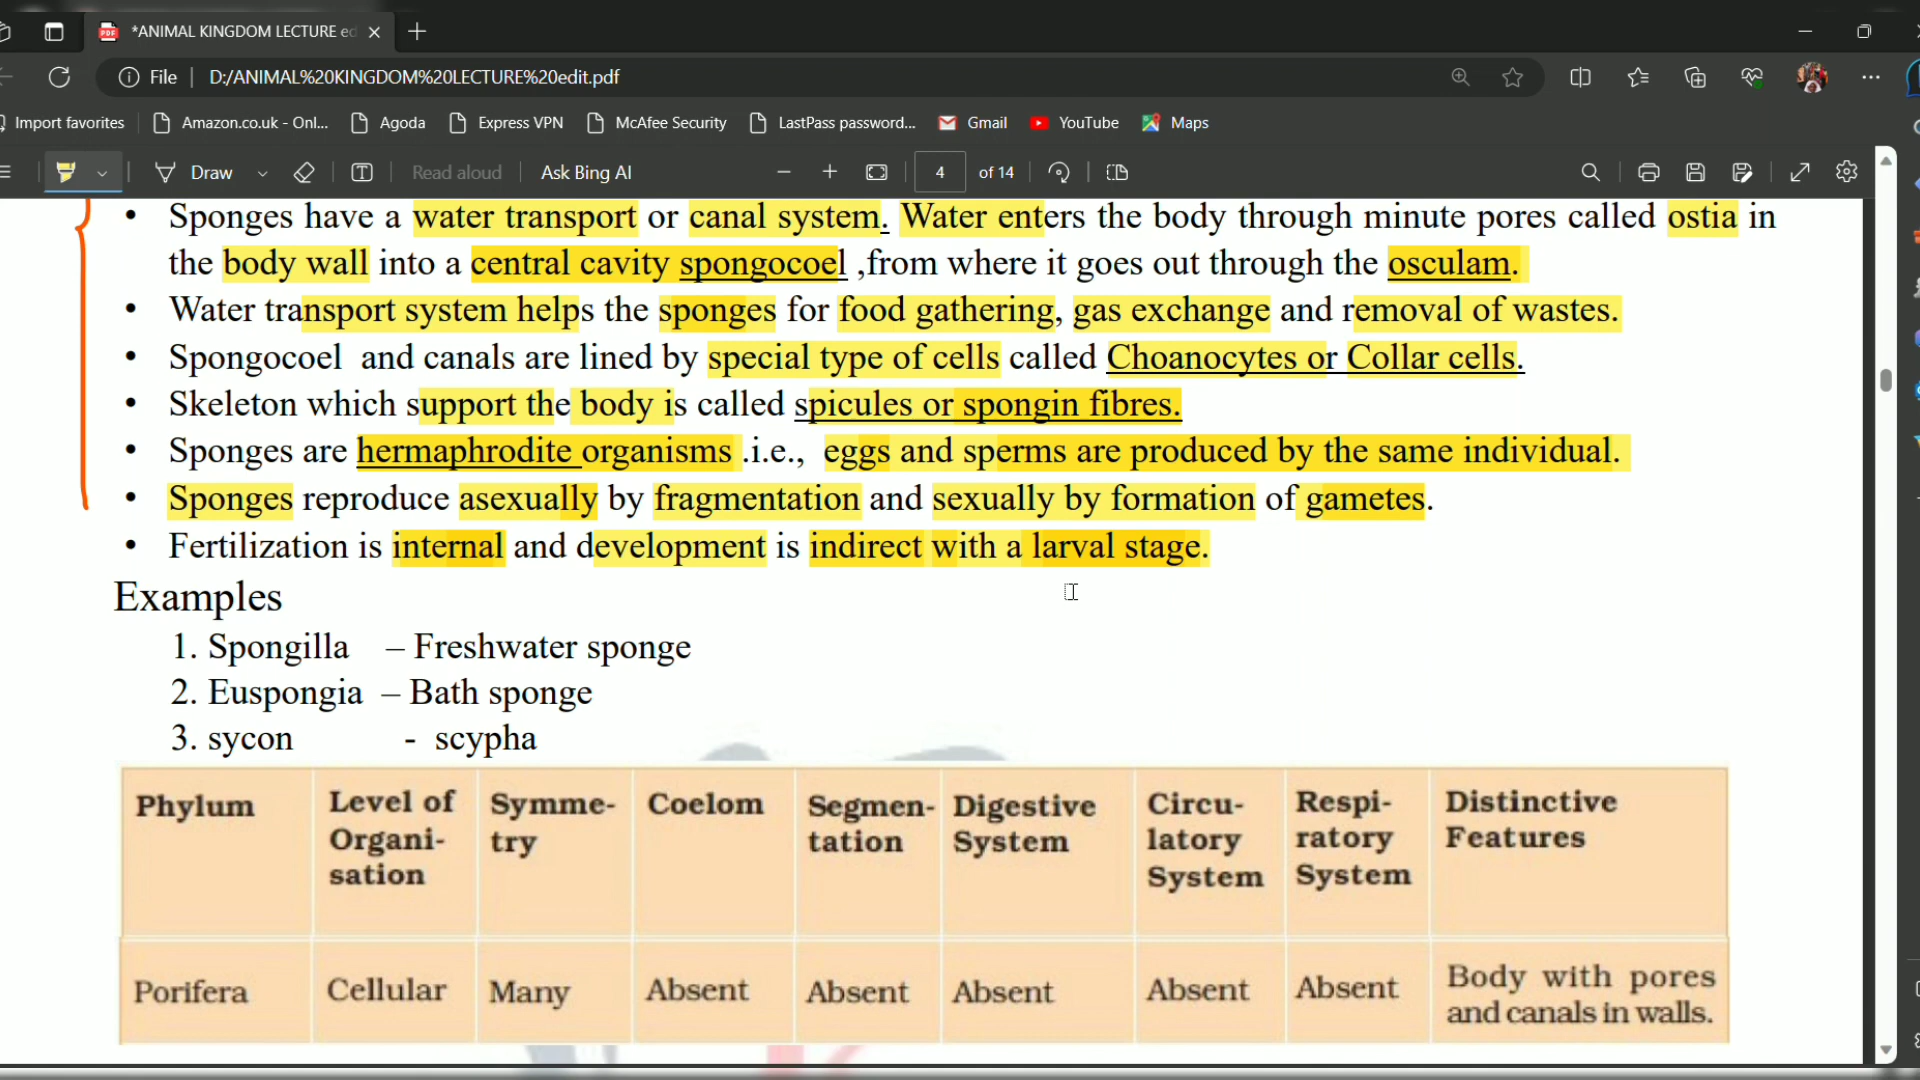 *ANIMAL KINGDOM LECTURE ed
File D:/ANIMAL%20KINGDOM%20LECTURE%20edit.pdf
Import favorites Amazon.co.uk - Onl... Agoda Express VPN McAfee Security LastPass password... Gmail YouTube Maps
Draw Read aloud Ask Bing AI 4 of 14
• Sponges have a water transport or canal system. Water enters the body through minute pores called ostia in
the body wall into a central cavity spongocoel ,from where it goes out through the osculam.
• Water transport system helps the sponges for food gathering, gas exchange and removal of wastes.
• Spongocoel and canals are lined by special type of cells called Choanocytes or Collar cells.
• Skeleton which support the body is called spicules or spongin fibres.
• Sponges are hermaphrodite organisms .i.e., eggs and sperms are produced by the same individual.
• Sponges reproduce asexually by fragmentation and sexually by formation of gametes.
• Fertilization is internal and development is indirect with a larval stage.
Examples
1. Spongilla – Freshwater sponge
2. Euspongia – Bath sponge
3. sycon - scypha
Phylum Level of Organi-sation Symme-try Coelom Segmen-tation Digestive System Circu-latory System Respi-ratory System Distinctive Features
Porifera Cellular Many Absent Absent Absent Absent Absent Body with pores and canals in walls.